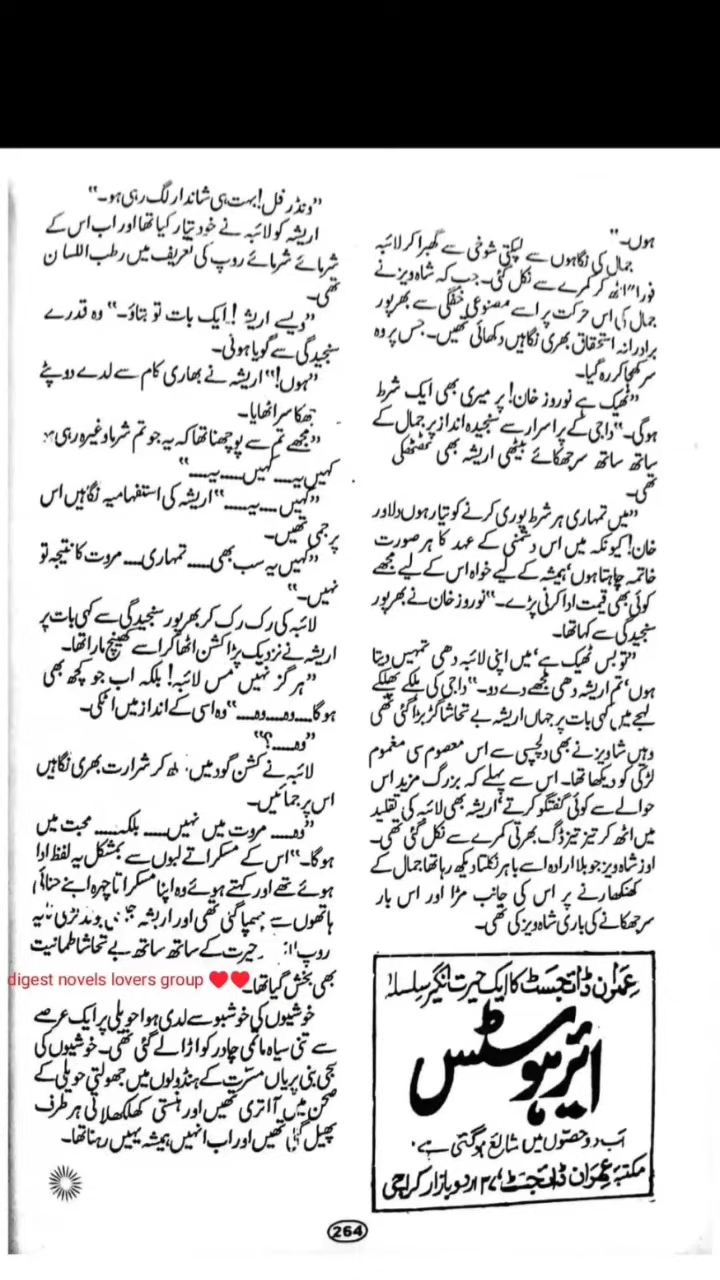 ہوں۔"
جمال کی نگاہوں سے لپکتی شوخی سے گھبرا کر لائبہ
فورا" اٹھ کر کمرے سے نکل گئی۔ جب کہ شاہ ویز نے
جمال کی اس حرکت پر اسے مصنوعی خفگی سے بھرپور
برادرانہ استحقاق بھری نگاہیں دکھائی تھیں۔ جس پر وہ
سر کھجا کر رہ گیا۔
"ٹھیک ہے نوروز خان! پر میری بھی ایک شرط
ہوگی۔" داجی کے پراسرار سے سنجیدہ انداز پر جمال کے
ساتھ ساتھ سر جھکائے بیٹھی اریشہ بھی ٹھٹھکی
تھی۔
"میں تمہاری ہر شرط پوری کرنے کو تیار ہوں دلاور
خان! کیونکہ میں اس دشمنی کے عہد کا ہر صورت
خاتمہ چاہتا ہوں، ہمیشہ کے لیے خواہ اس کے لیے مجھے
کوئی بھی قیمت ادا کرنی پڑے۔" نوروز خان نے بھرپور
سنجیدگی سے کہا تھا۔
"تو بس ٹھیک ہے، میں اپنی لائبہ دھی تمہیں دیتا
ہوں، تم اریشہ دھی مجھے دے دو۔" داجی کی ہلکے پھلکے
لہجے میں کہی بات پر جہاں اریشہ بے تحاشا گڑبڑا گئی تھی
وہیں شاویز نے بھی دلچسپی سے اس معصوم سی مغموم
لڑکی کو دیکھا تھا۔ اس سے پہلے کہ بزرگ مزید اس
حوالے سے کوئی گفتگو کرتے، اریشہ بھی لائبہ کی تقلید
میں اٹھ کر تیز تیز ڈگ بھرتی کمرے سے نکل گئی تھی۔
اور شاہ ویز جو بلا ارادہ اسے باہر نکلتا دیکھ رہا تھا جمال کے
کھنکھارنے پر اس کی جانب مڑا اور اس بار
سر جھکانے کی باری شاہ ویز کی تھی۔
عمران ڈائجسٹ کا ایک حیرت انگیز سلسلہ
ائر ہوسٹس
اب دو حصّوں میں شائع ہو گئی ہے۔
مکتبہ عمران ڈائجسٹ، ۳۷ اردو بازار کراچی
"ونڈر فل! بہت ہی شاندار لگ رہی ہو۔"
اریشہ کو لائبہ نے خود تیار کیا تھا اور اب اس کے
شرمائے شرمائے روپ کی تعریف میں رطب اللسان
تھی۔
"ویسے اریشہ! ایک بات تو بتاؤ۔" وہ قدرے
سنجیدگی سے گویا ہوئی۔
"ہوں!" اریشہ نے بھاری کام سے لدے دوپٹے
جھکا سر اٹھایا۔
"مجھے تم سے پوچھنا تھا کہ یہ جو تم شرما وغیرہ رہی ہو
کہیں یہ۔۔۔۔ کہیں۔۔۔۔ یہ۔۔۔۔"
"کہیں۔۔۔۔ یہ۔۔۔۔" اریشہ کی استفہامیہ نگاہیں اس
پر جمی تھیں۔
"کہیں یہ سب بھی۔۔۔۔ تمہاری۔۔۔۔ مروت کا نتیجہ تو
نہیں۔"
لائبہ کی رک رک کر بھرپور سنجیدگی سے کہی بات پر
اریشہ نے نزدیک پڑا کشن اٹھا کر اسے کھینچ مارا تھا۔
"ہرگز نہیں مس لائبہ! بلکہ اب جو کچھ بھی
ہوگا۔۔۔۔ وہ۔۔۔۔ وہ۔۔۔۔" وہ اسی کے انداز میں اٹکی۔
"وہ۔۔۔۔؟"
لائبہ نے کشن گود میں رکھ کر شرارت بھری نگاہیں
اس پر جمائیں۔
"وہ۔۔۔۔ مروت میں نہیں۔۔۔۔ بلکہ۔۔۔۔ محبت میں
ہوگا۔" اس کے مسکراتے لبوں سے بمشکل یہ لفظ ادا
ہوئے تھے اور کہتے ہوئے وہ اپنا مسکراتا چہرہ اپنے حنائی
ہاتھوں سے چھپا گئی تھی اور اریشہ
روپ حیرت کے ساتھ ساتھ بے تحاشا طمانیت
بھی بخش گیا تھا۔
digest novels lovers group ♥♥
خوشیوں کی خوشبو سے لدی ہوا حویلی پر ایک عرصے
سے تنی سیاہ ماتمی چادر کو اڑا لے گئی تھی۔ خوشیوں کی
سجی بنی پریاں مسرت کے ہنڈولوں میں جھولتی حویلی کے
صحن میں آ اتری تھیں اور ہنستی کھلکھلاتی ہر طرف
پھیل گئی تھیں اور اب انہیں ہمیشہ یہیں رہنا تھا۔
264